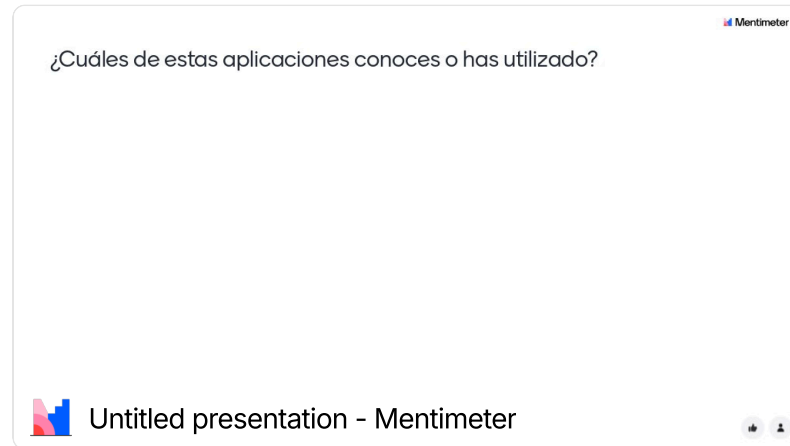 Mentimeter
¿Cuáles de estas aplicaciones conoces o has utilizado?
Untitled presentation - Mentimeter